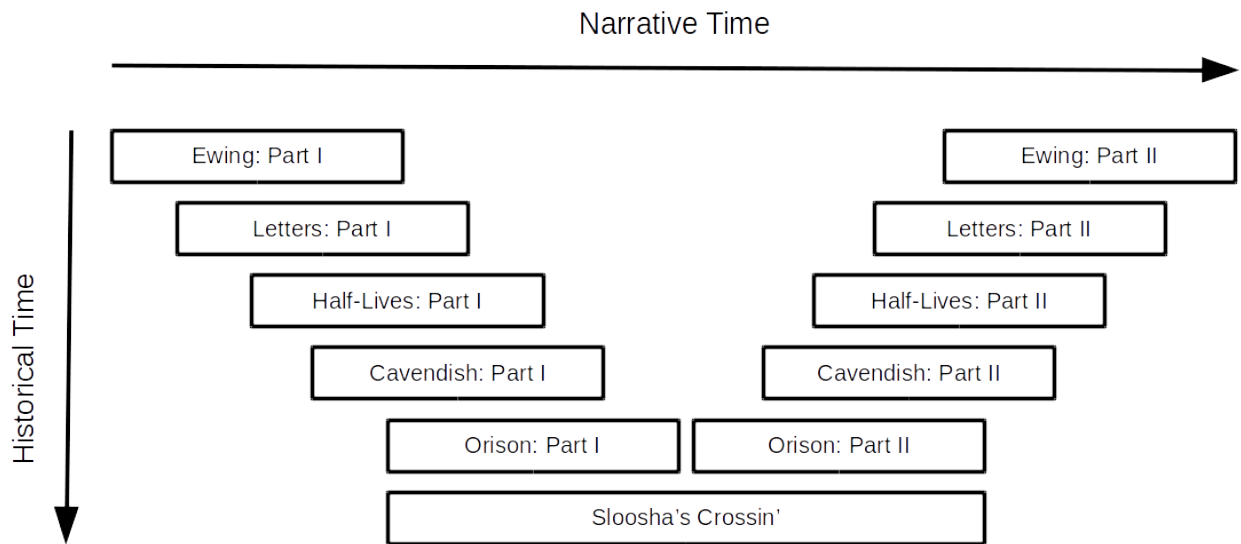 Narrative Time
Ewing: Part I
Ewing: Part II
Letters: Part I
Letters: Part II
Half-Lives: Part I
Half-Lives: Part II
Cavendish: Part I
Cavendish: Part II
Orison: Part I
Orison: Part II
Sloosha’s Crossin’
Historical Time